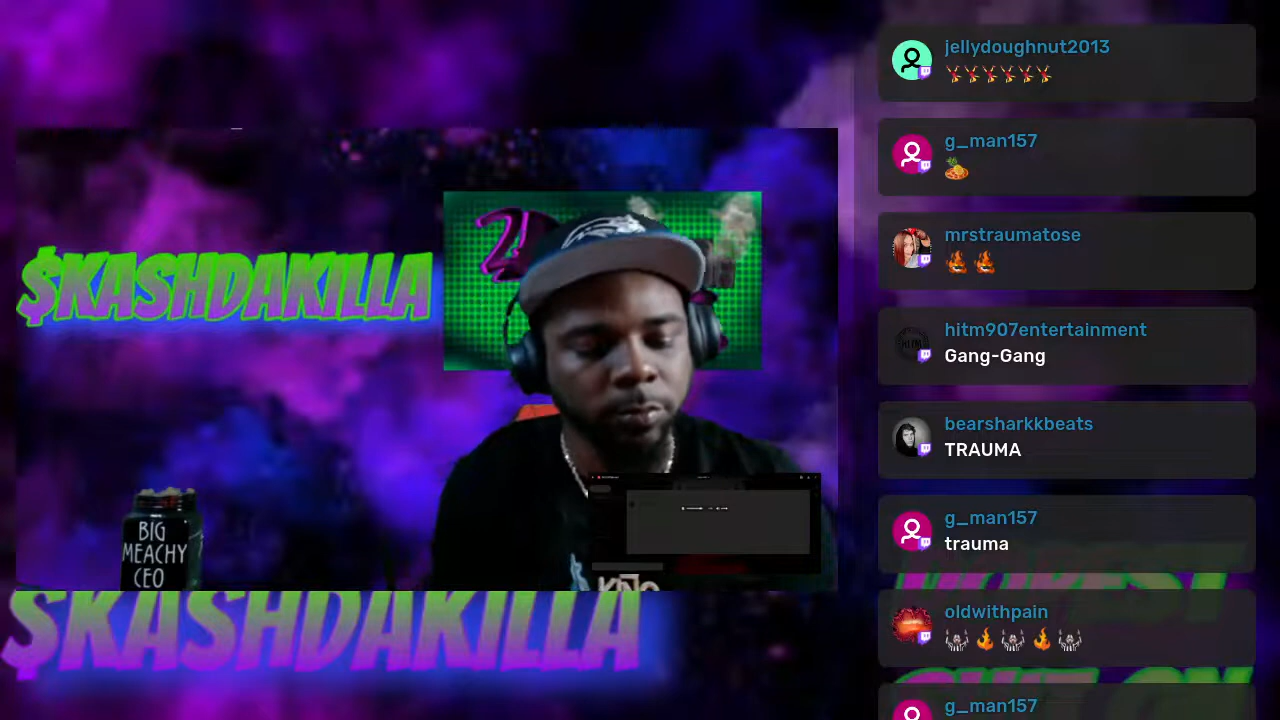 $KASHDAKILLA
BIG
MEACHY
CEO
$KASHDAKILLA
jellydoughnut2013
g_man157
mrstraumatose
hitm907entertainment
Gang-Gang
bearsharkkbeats
TRAUMA
g_man157
trauma
oldwithpain
g_man157